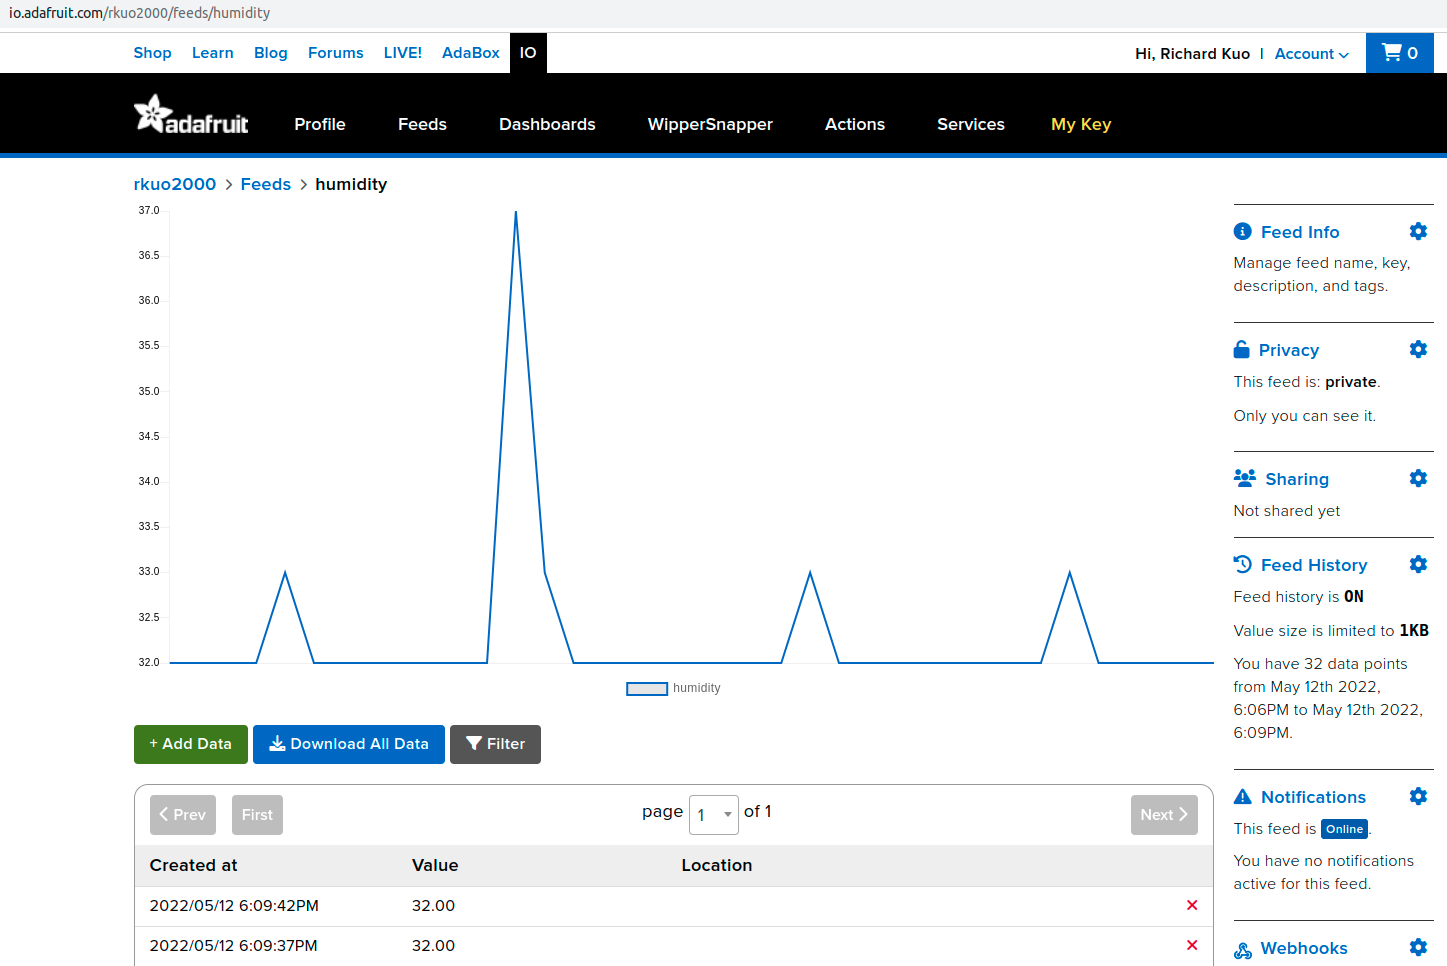 io.adafruit.com/rkuo2000/feeds/humidity
Shop Learn Blog Forums LIVE! AdaBox IO
Hi, Richard Kuo | Account 0
adafruit Profile Feeds Dashboards WipperSnapper Actions Services My Key
rkuo2000 > Feeds > humidity
37.0
36.5
36.0
35.5
35.0
34.5
34.0
33.5
33.0
32.5
32.0
humidity
+ Add Data Download All Data Filter
Prev First page 1 of 1 Next
Created at Value Location
2022/05/12 6:09:42PM 32.00 ×
2022/05/12 6:09:37PM 32.00 ×
Feed Info
Manage feed name, key,
description, and tags.
Privacy
This feed is: private.
Only you can see it.
Sharing
Not shared yet
Feed History
Feed history is ON
Value size is limited to 1KB
You have 32 data points
from May 12th 2022,
6:06PM to May 12th 2022,
6:09PM.
Notifications
This feed is Online.
You have no notifications
active for this feed.
Webhooks